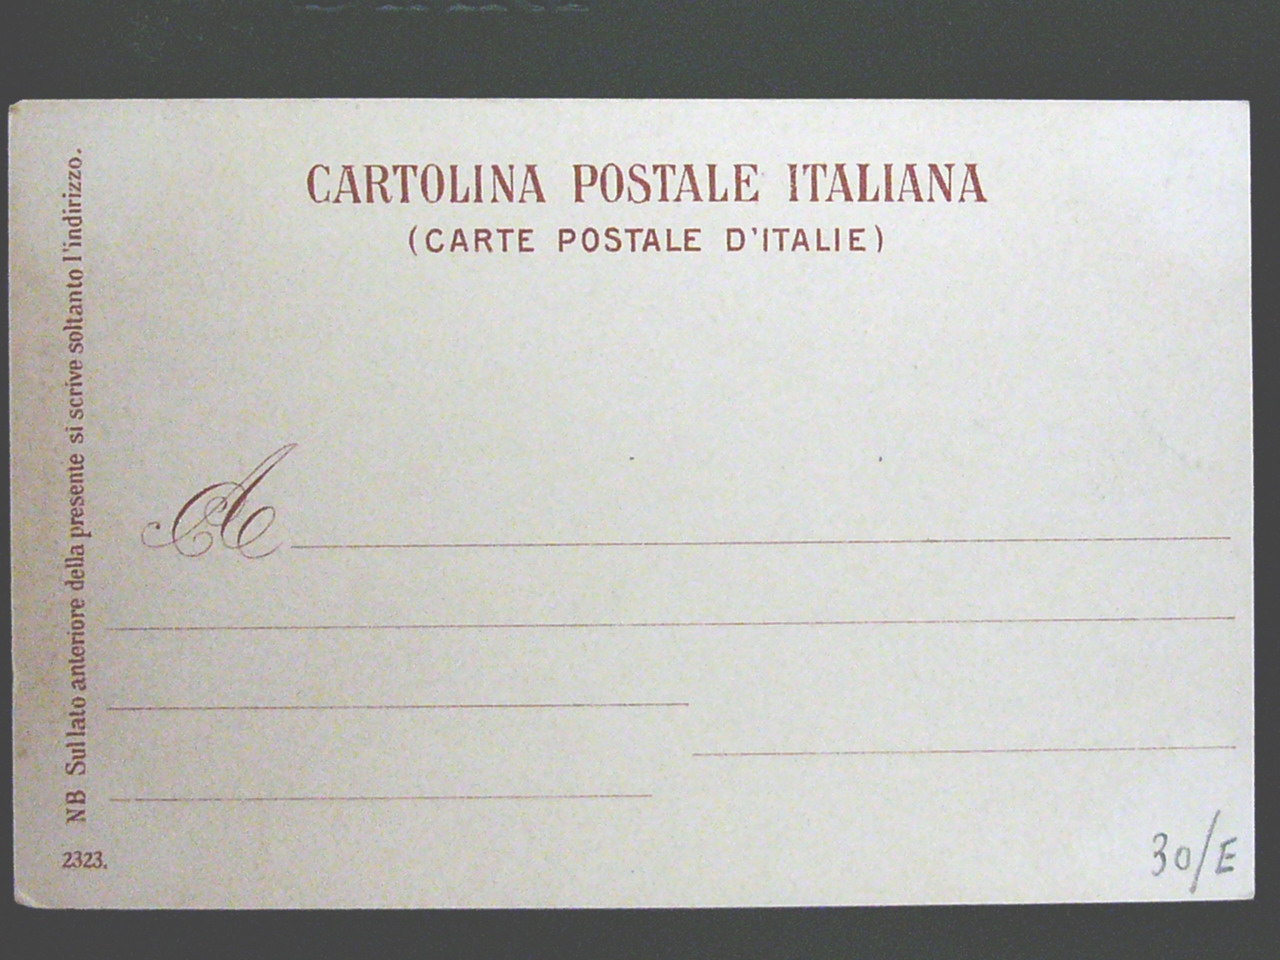 CARTOLINA POSTALE ITALIANA
(CARTE POSTALE D'ITALIE)
A
NB Sul lato anteriore della presente si scrive soltanto l'indirizzo.
2323.
30/E